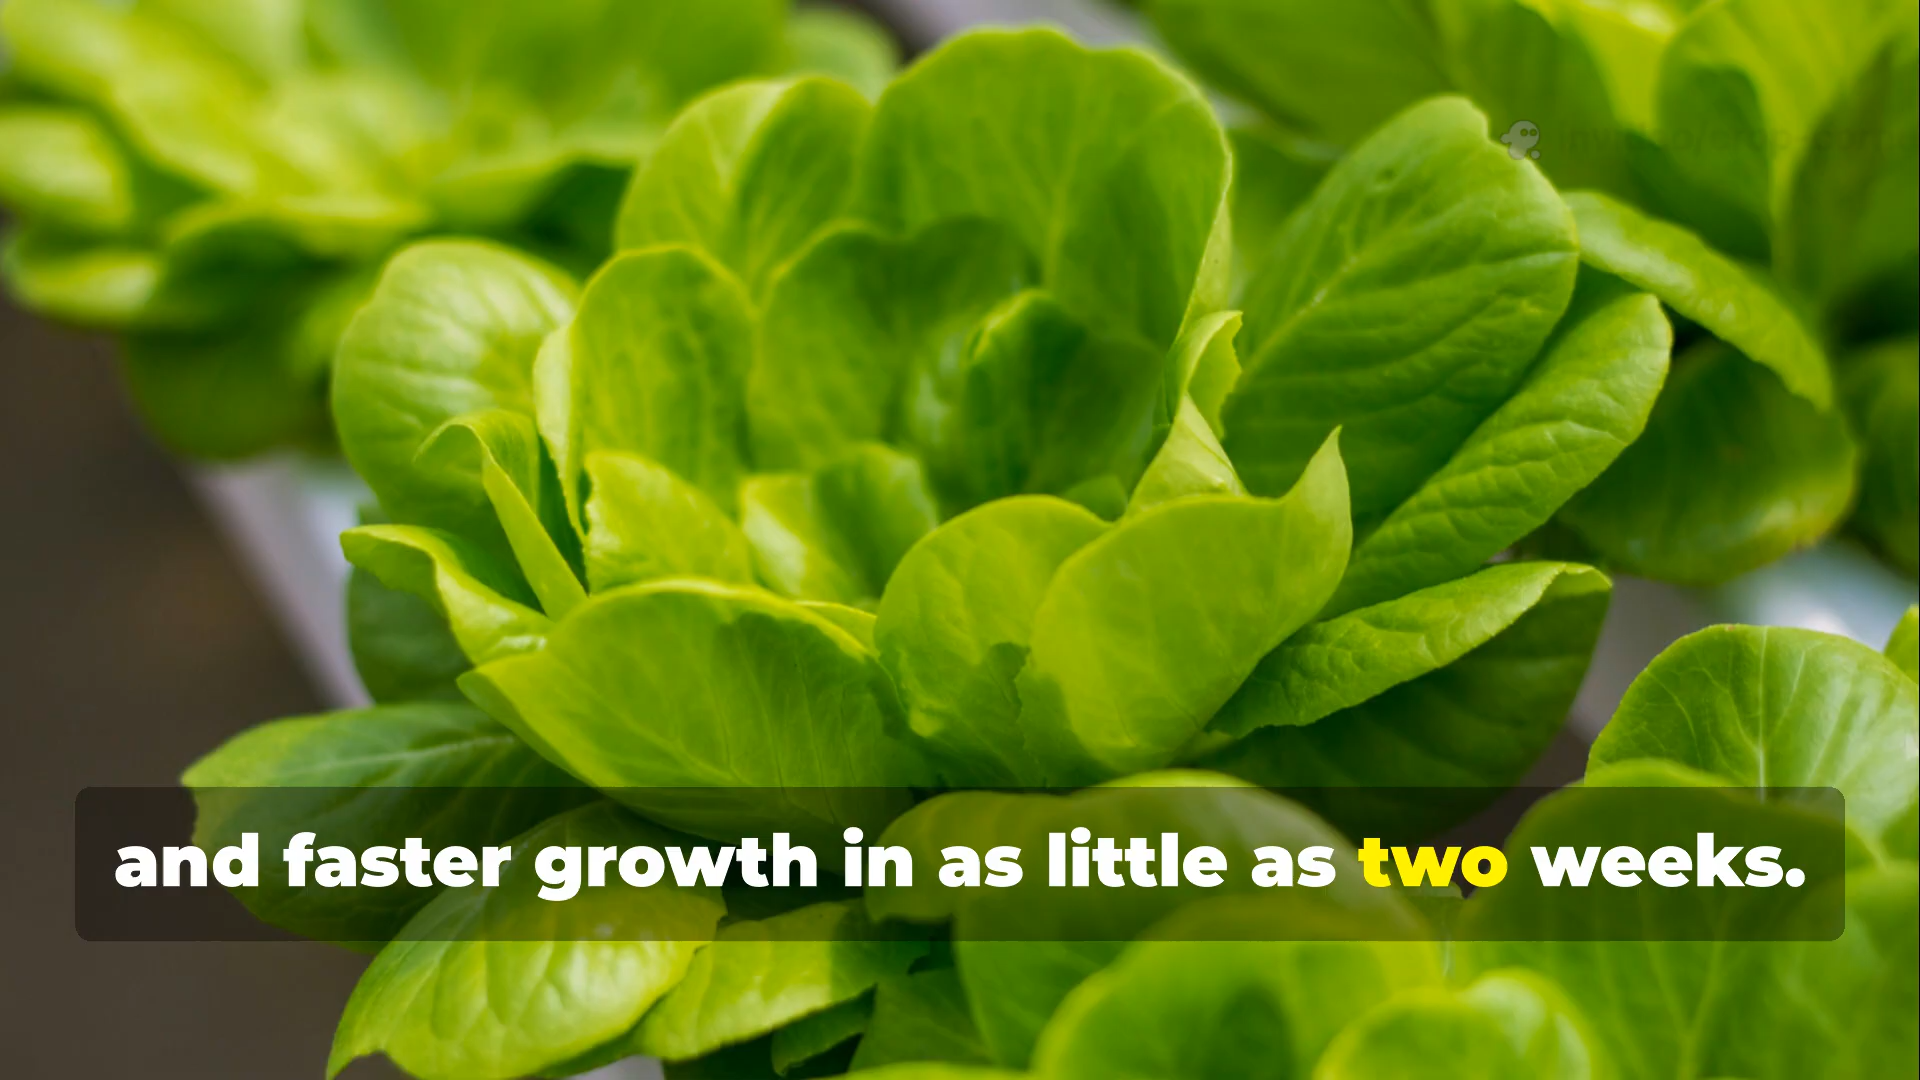 and faster growth in as little as two weeks.